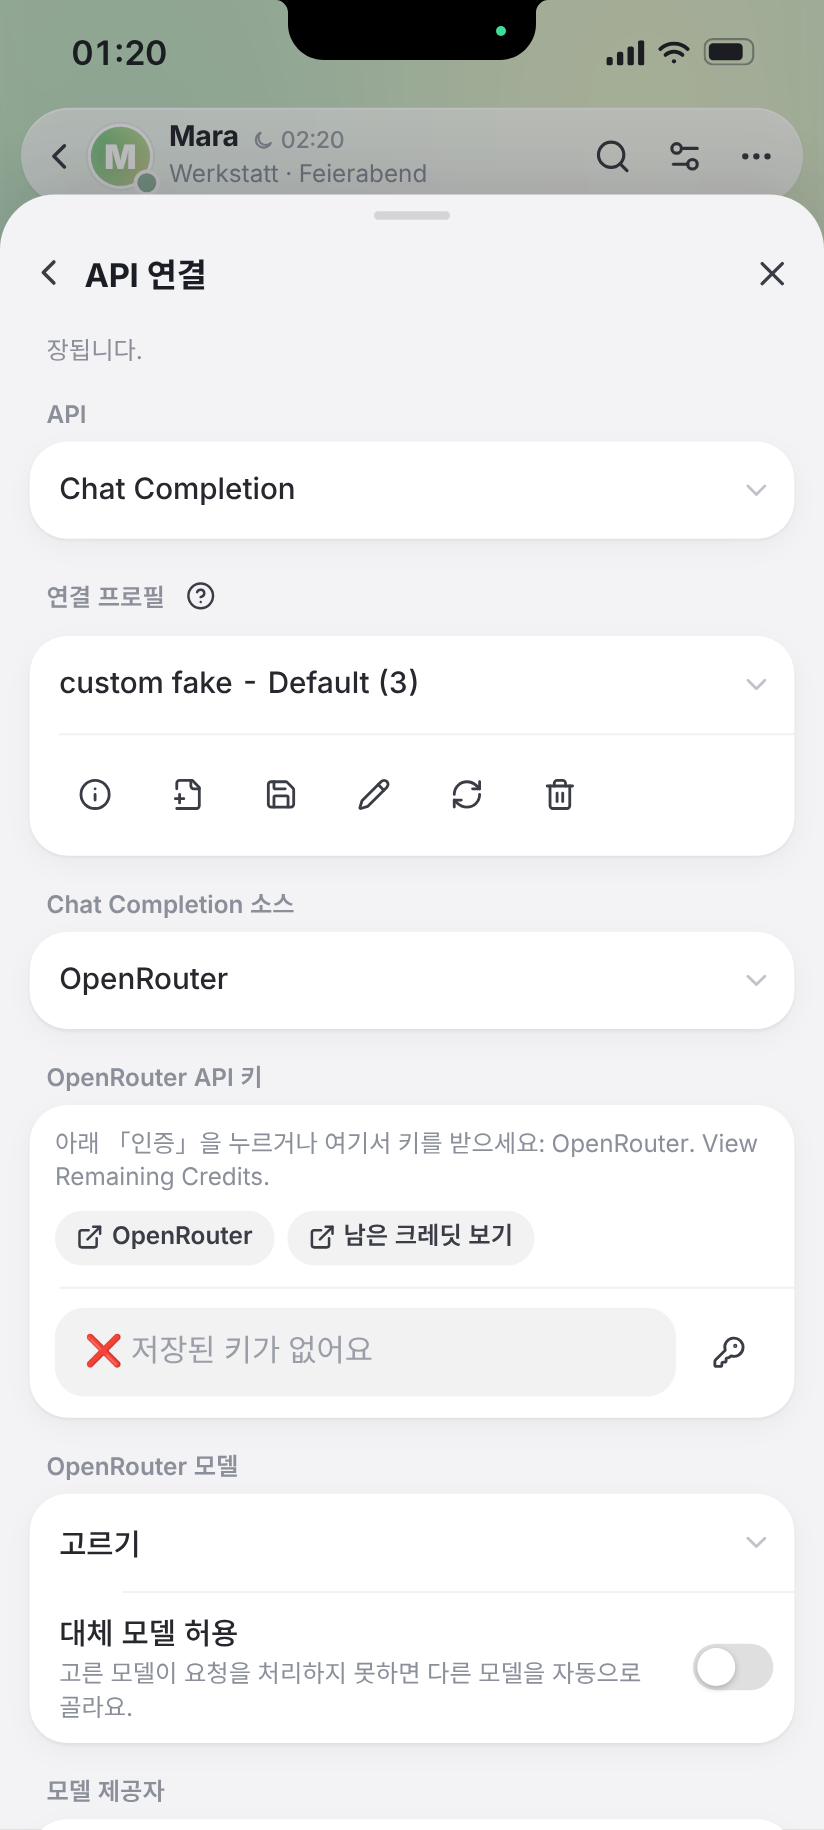 01:20
Mara 02:20
M
Werkstatt · Feierabend
API 연결
장됩니다.
API
Chat Completion
연결 프로필
custom fake - Default (3)
Chat Completion 소스
OpenRouter
OpenRouter API 키
아래 「인증」을 누르거나 여기서 키를 받으세요: OpenRouter. View
Remaining Credits.
OpenRouter 남은 크레딧 보기
❌ 저장된 키가 없어요
OpenRouter 모델
고르기
대체 모델 허용
고른 모델이 요청을 처리하지 못하면 다른 모델을 자동으로
골라요.
모델 제공자